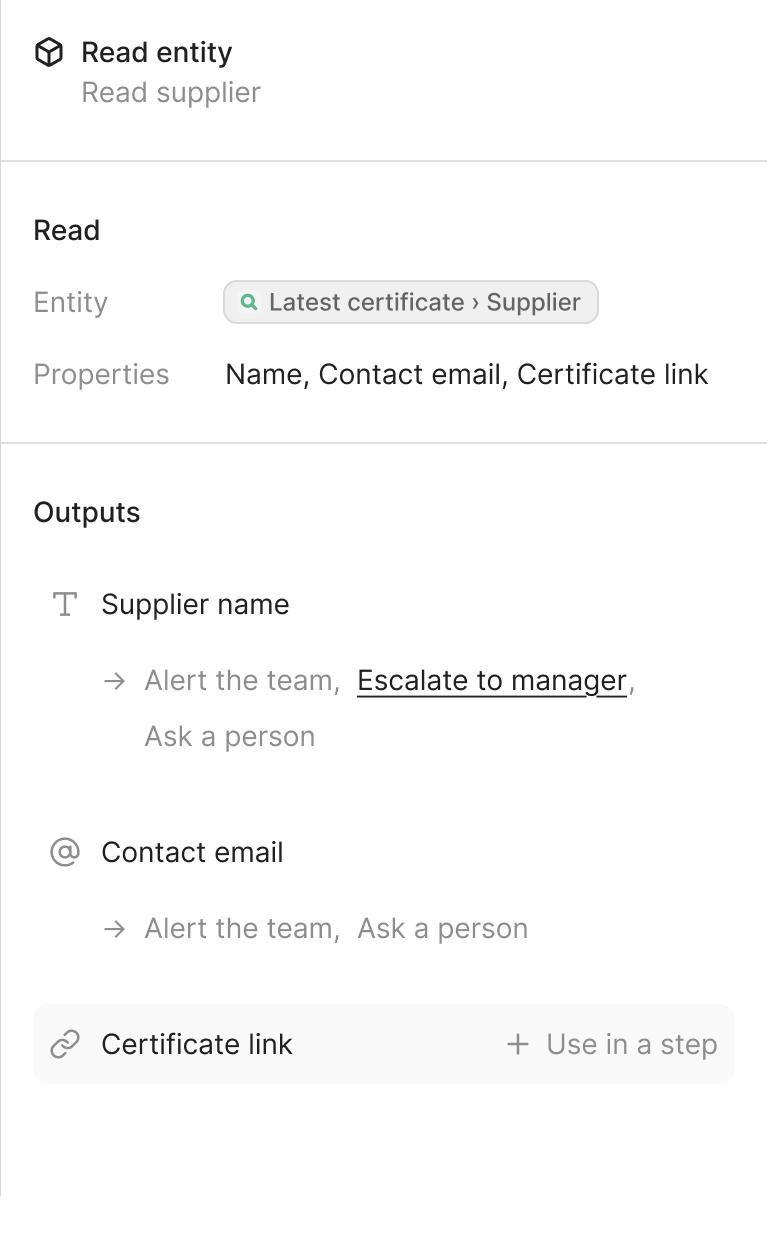 Read entity
Read supplier
Read
Entity Latest certificate › Supplier
Properties Name, Contact email, Certificate link
Outputs
Supplier name
→ Alert the team, Escalate to manager,
Ask a person
Contact email
→ Alert the team, Ask a person
Certificate link + Use in a step